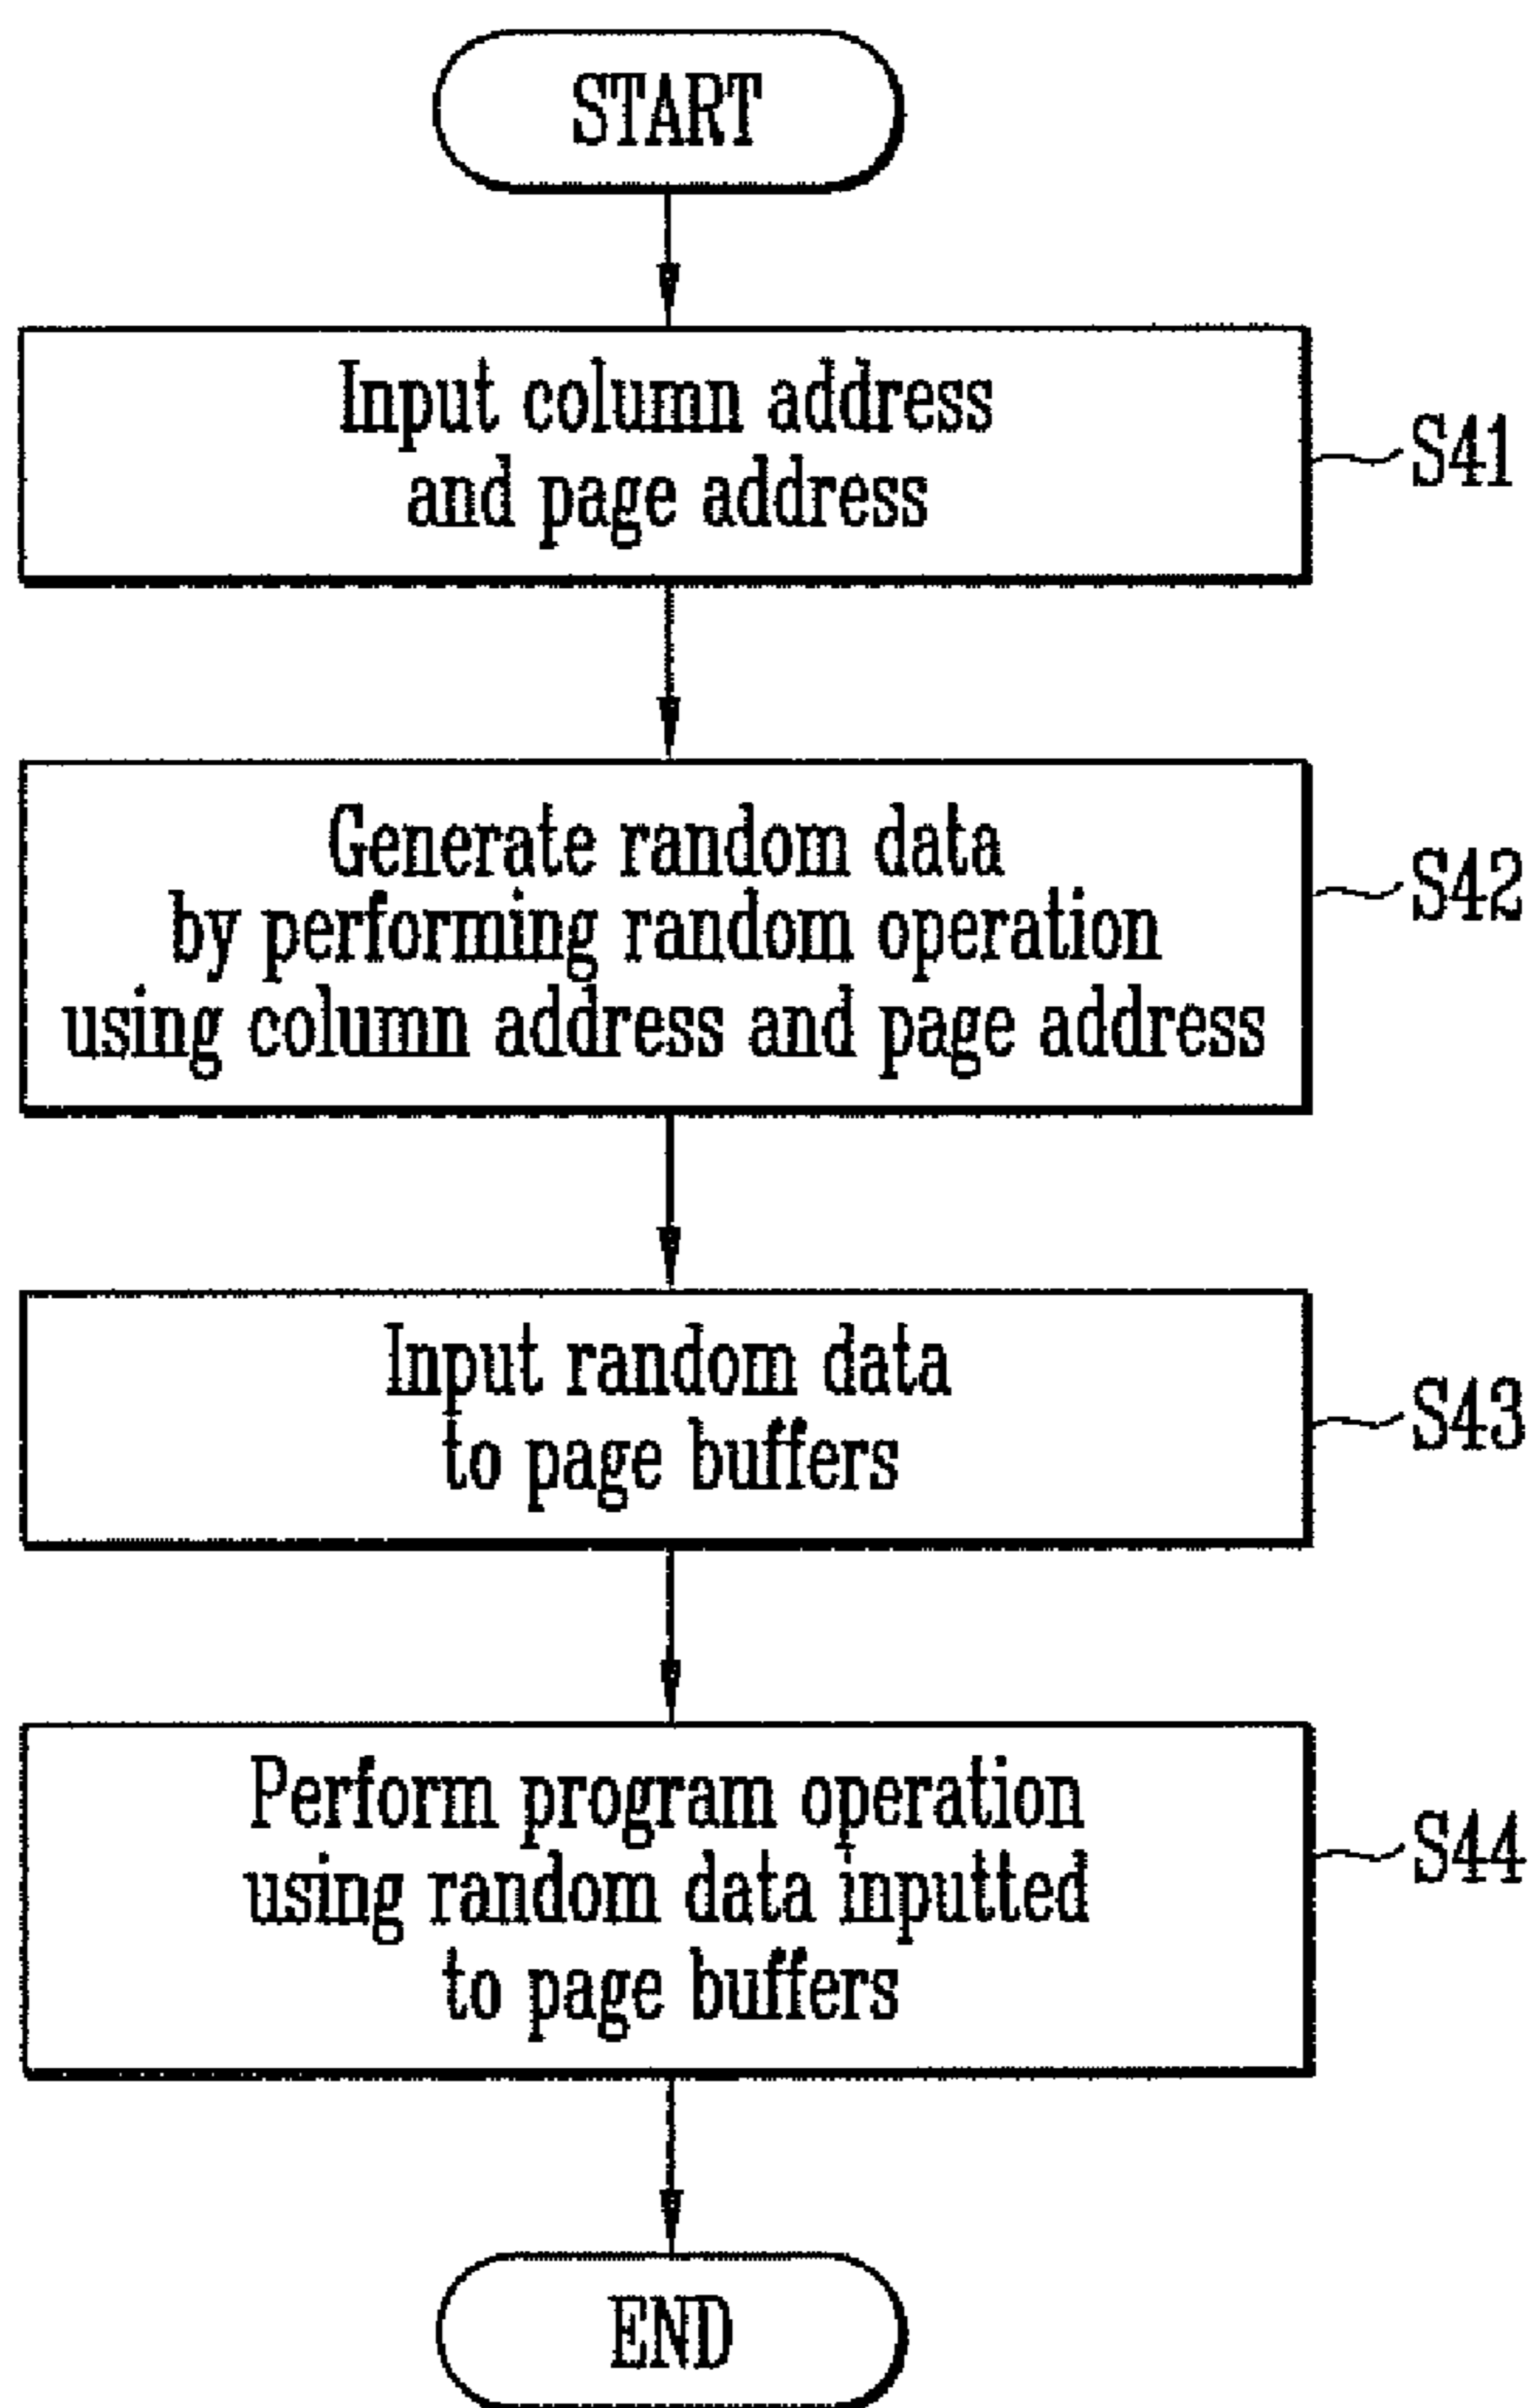 START
Input column address
and page address
S41
Generate random data
by performing random operation
using column address and page address
S42
Input random data
to page buffers
S43
Perform program operation
using random data inputted
to page buffers
S44
END